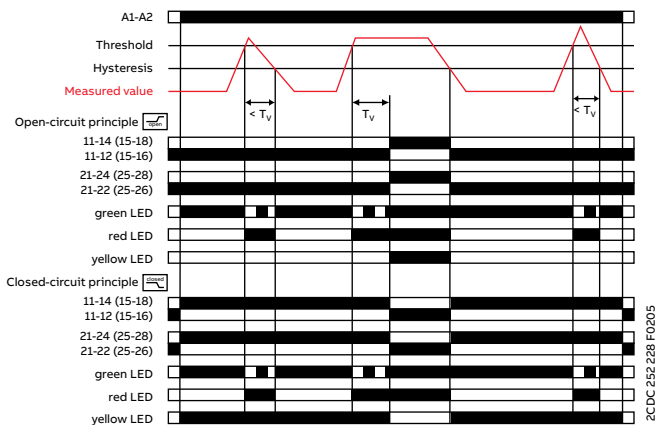 A1-A2
Threshold
Hysteresis
Measured value
< Tv
Tv
< Tv
Open-circuit principle open
11-14 (15-18)
11-12 (15-16)
21-24 (25-28)
21-22 (25-26)
green LED
red LED
yellow LED
Closed-circuit principle closed
11-14 (15-18)
11-12 (15-16)
21-24 (25-28)
21-22 (25-26)
green LED
red LED
yellow LED
2CDC 252 228 F0205